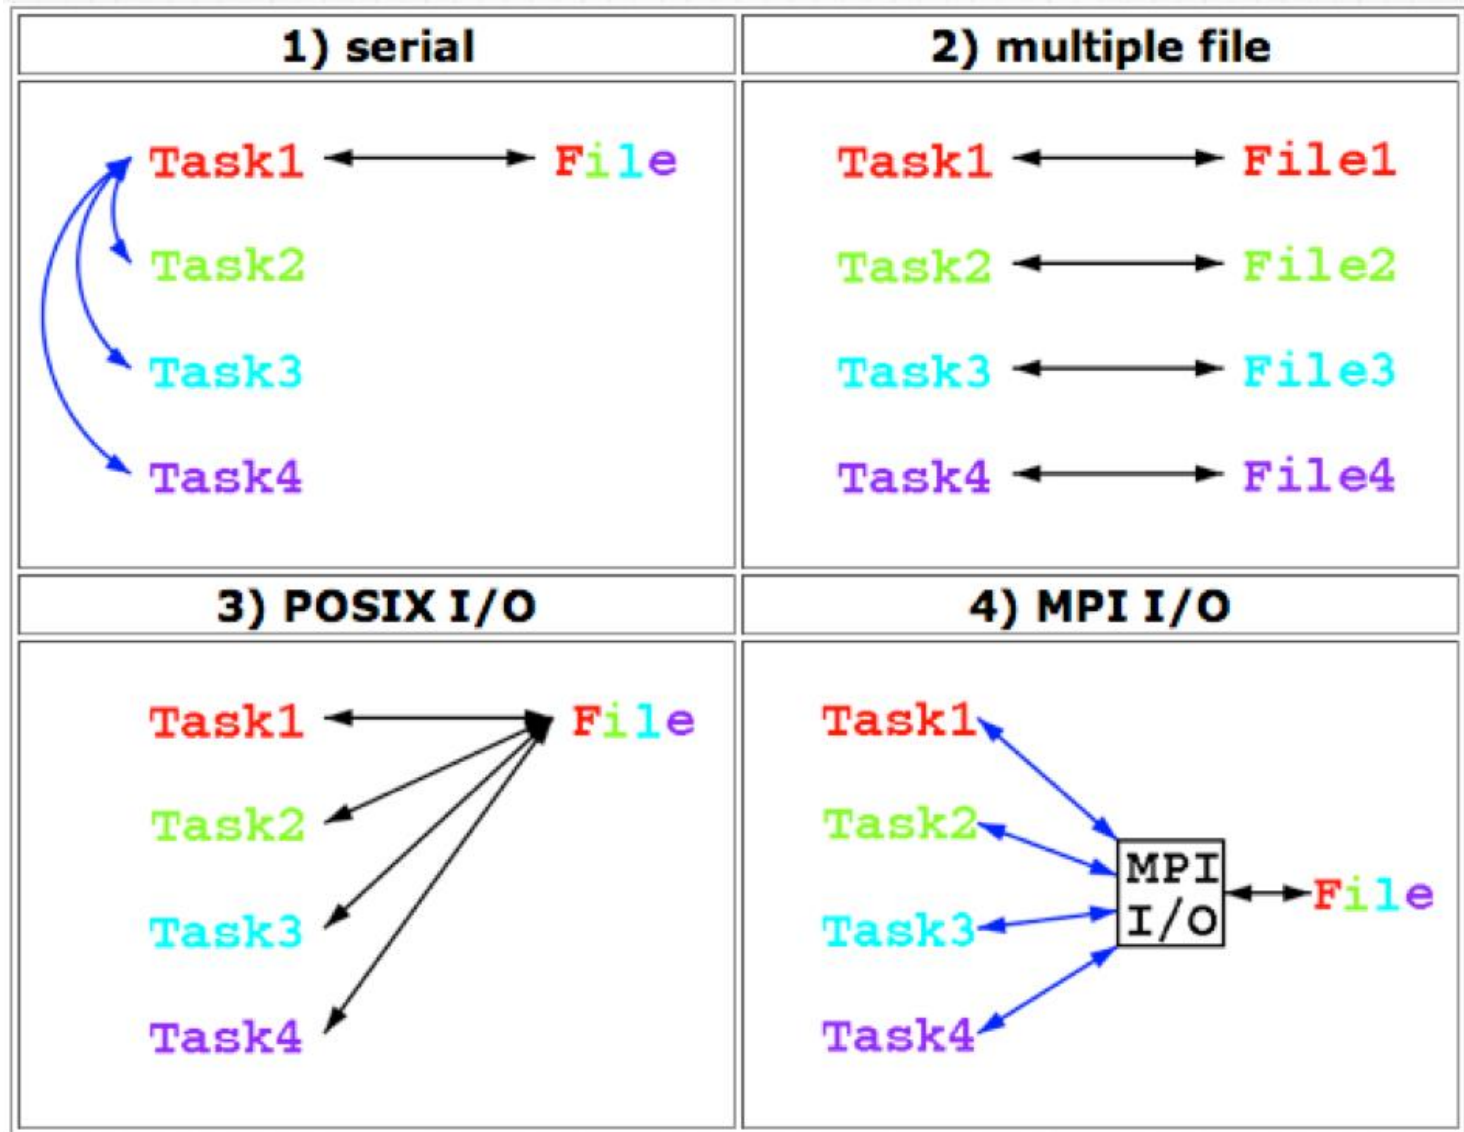 1) serial
Task1 File
Task2
Task3
Task4
2) multiple file
Task1 File1
Task2 File2
Task3 File3
Task4 File4
3) POSIX I/O
Task1 File
Task2
Task3
Task4
4) MPI I/O
Task1
Task2
MPI
I/O
File
Task3
Task4